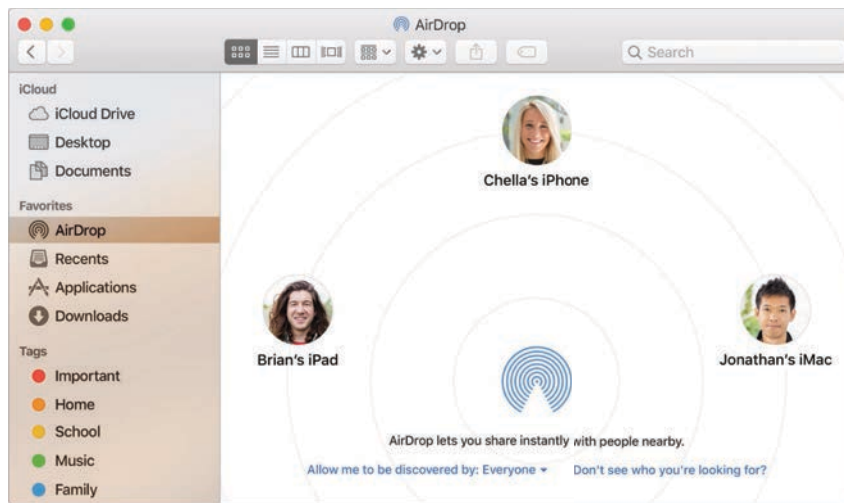 AirDrop
Search
iCloud
iCloud Drive
Desktop
Documents
Favorites
AirDrop
Recents
Applications
Downloads
Tags
Important
Home
School
Music
Family
Chella's iPhone
Brian's iPad
Jonathan's iMac
AirDrop lets you share instantly with people nearby.
Allow me to be discovered by: Everyone
Don't see who you're looking for?